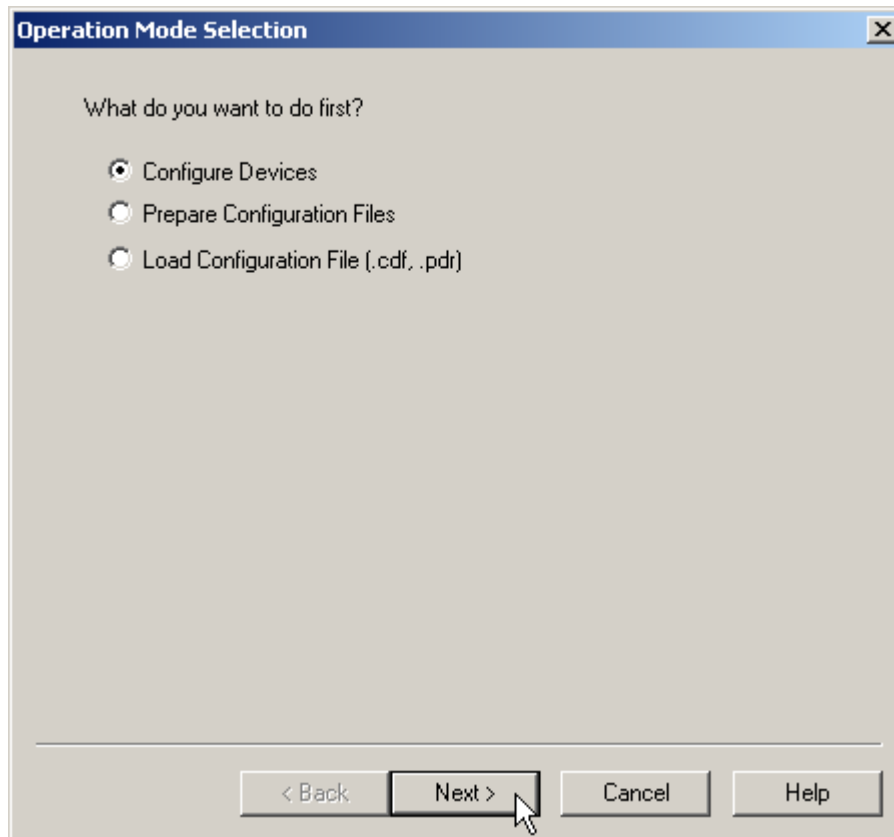 Operation Mode Selection
What do you want to do first?
Configure Devices
Prepare Configuration Files
Load Configuration File (.cdf, .pdr)
< Back Next > Cancel Help